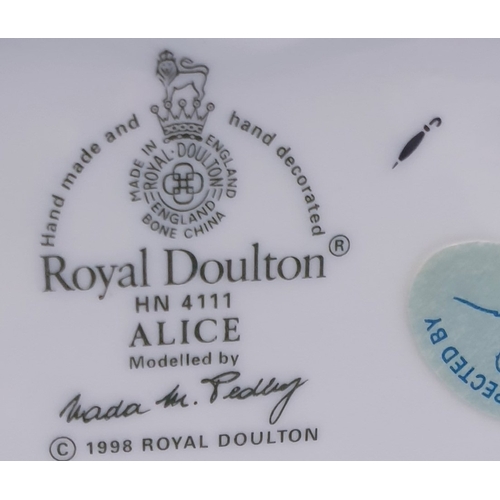 Hand made and hand decorated
MADE IN ENGLAND
ROYAL·DOULTON
ENGLAND
BONE CHINA
Royal Doulton®
HN 4111
ALICE
Modelled by
Nada M. Pedley
© 1998 ROYAL DOULTON
PECTED BY